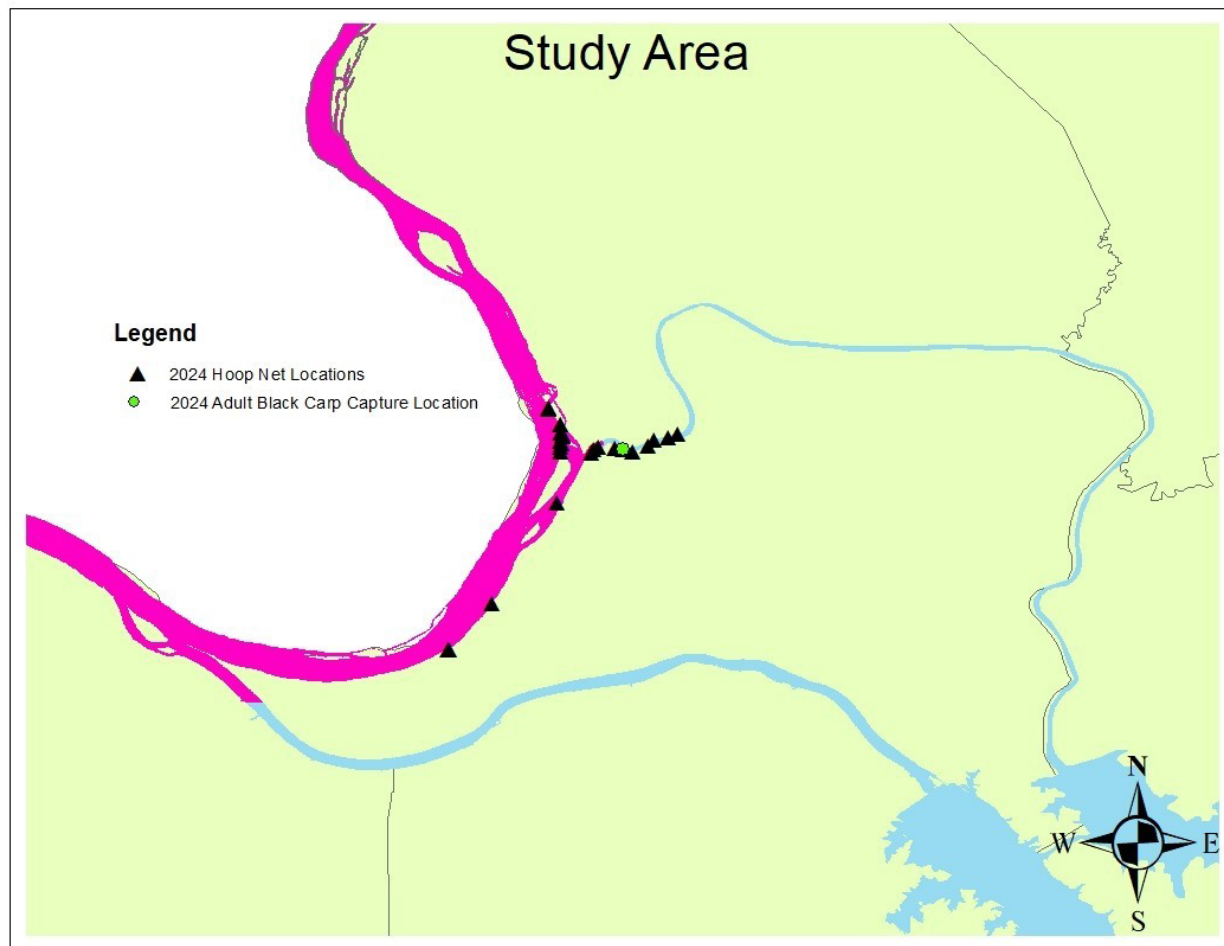 Study Area
Legend
2024 Hoop Net Locations
2024 Adult Black Carp Capture Location
N
W E
S